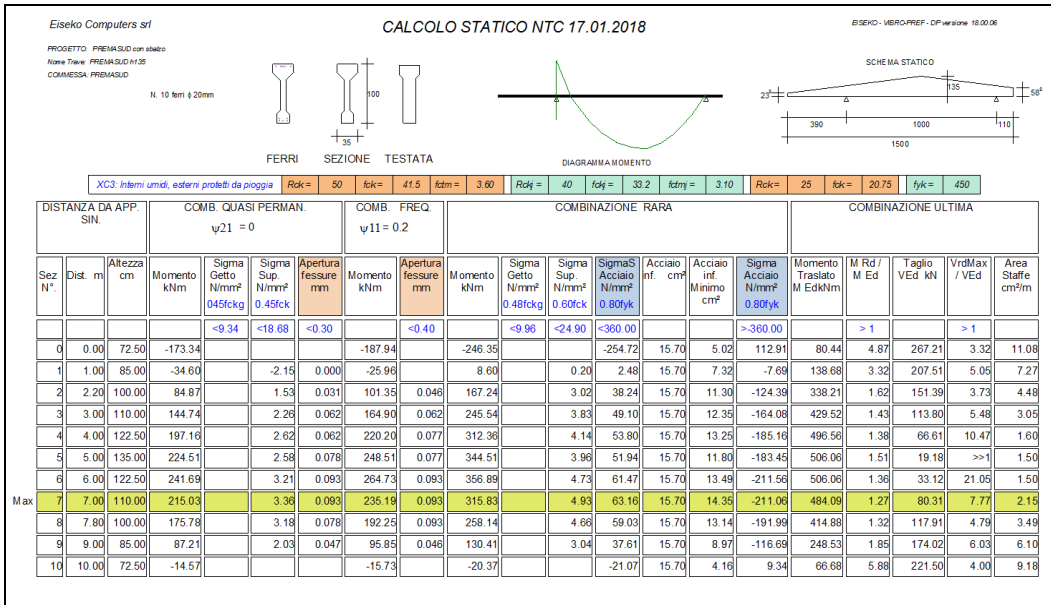 Eiseko Computers srl
CALCOLO STATICO NTC 17.01.2018
EISEKO - VIBRO-PREF - DP versione 18.00.06
PROGETTO: PREMASUD con sbalzo
Nome Trave: PREMASUD h135
COMMESSA: PREMASUD
N. 10 ferri ϕ 20mm
100
35
FERRI SEZIONE TESTATA
DIAGRAMMA MOMENTO
SCHEMA STATICO
135
23
58
390 1000 110
1500
XC3: Interni umidi, esterni protetti da pioggia Rck = 50 fck = 41.5 fctm = 3.60 Rckj = 40 fckj = 33.2 fctmj = 3.10 Rck = 25 fck = 20.75 fyk = 450
DISTANZA DA APP. SIN. COMB. QUASI PERMAN. ψ21 = 0 COMB. FREQ. ψ11 = 0.2 COMBINAZIONE RARA COMBINAZIONE ULTIMA
Sez N°. Dist. m Altezza cm Momento kNm Sigma Getto N/mm² 045fckg Sigma Sup. N/mm² 0.45fck Apertura fessure mm Momento kNm Apertura fessure mm Momento kNm Sigma Getto N/mm² 0.48fckg Sigma Sup. N/mm² 0.60fck SigmaS Acciaio N/mm² 0.80fyk Acciaio inf. cm² Acciaio inf. Minimo cm² Sigma Acciaio N/mm² 0.80fyk Momento Traslato M EdkNm M Rd / M Ed Taglio VEd kN VrdMax / VEd Area Staffe cm²/m
<9.34 <18.68 <0.30 <0.40 <9.96 <24.90 <360.00 >-360.00 > 1 > 1
0 0.00 72.50 -173.34 -187.94 -246.35 -254.72 15.70 5.02 112.91 80.44 4.87 267.21 3.32 11.08
1 1.00 85.00 -34.60 -2.15 0.000 -25.96 8.60 0.20 2.48 15.70 7.32 -7.69 138.68 3.32 207.51 5.05 7.27
2 2.20 100.00 84.87 1.53 0.031 101.35 0.046 167.24 3.02 38.24 15.70 11.30 -124.39 338.21 1.62 151.39 3.73 4.48
3 3.00 110.00 144.74 2.26 0.062 164.90 0.062 245.54 3.83 49.10 15.70 12.35 -164.08 429.52 1.43 113.80 5.48 3.05
4 4.00 122.50 197.16 2.62 0.062 220.20 0.077 312.36 4.14 53.80 15.70 13.25 -185.16 496.56 1.38 66.61 10.47 1.60
5 5.00 135.00 224.51 2.58 0.078 248.51 0.077 344.51 3.96 51.94 15.70 11.80 -183.45 506.06 1.51 19.18 >>1 1.50
6 6.00 122.50 241.69 3.21 0.093 264.73 0.093 356.89 4.73 61.47 15.70 13.49 -211.56 506.06 1.36 33.12 21.05 1.50
Max 7 7.00 110.00 215.03 3.36 0.093 235.19 0.093 315.83 4.93 63.16 15.70 14.35 -211.06 484.09 1.27 80.31 7.77 2.15
8 7.80 100.00 175.78 3.18 0.078 192.25 0.093 258.14 4.66 59.03 15.70 13.14 -191.99 414.88 1.32 117.91 4.79 3.49
9 9.00 85.00 87.21 2.03 0.047 95.85 0.046 130.41 3.04 37.61 15.70 8.97 -116.69 248.53 1.85 174.02 6.03 6.10
10 10.00 72.50 -14.57 -15.73 -20.37 -21.07 15.70 4.16 9.34 66.68 5.88 221.50 4.00 9.18